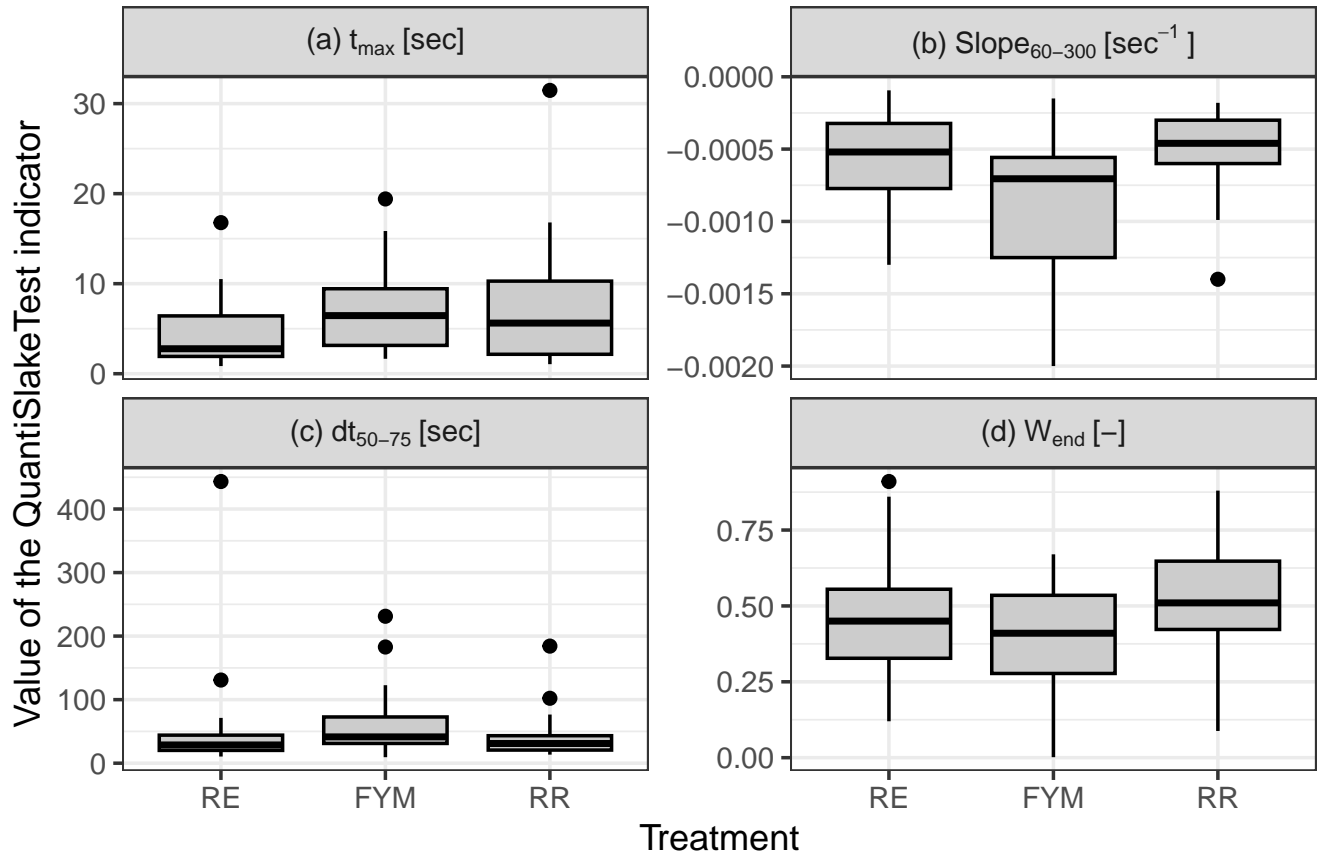 Value of the QuantiSlakeTest indicator
(a) tmax [sec]
30
20
10
0
(b) Slope60−300 [sec−1 ]
0.0000
−0.0005
−0.0010
−0.0015
−0.0020
(c) dt50−75 [sec]
400
300
200
100
0
RE FYM RR
(d) Wend [−]
0.75
0.50
0.25
0.00
RE FYM RR
Treatment